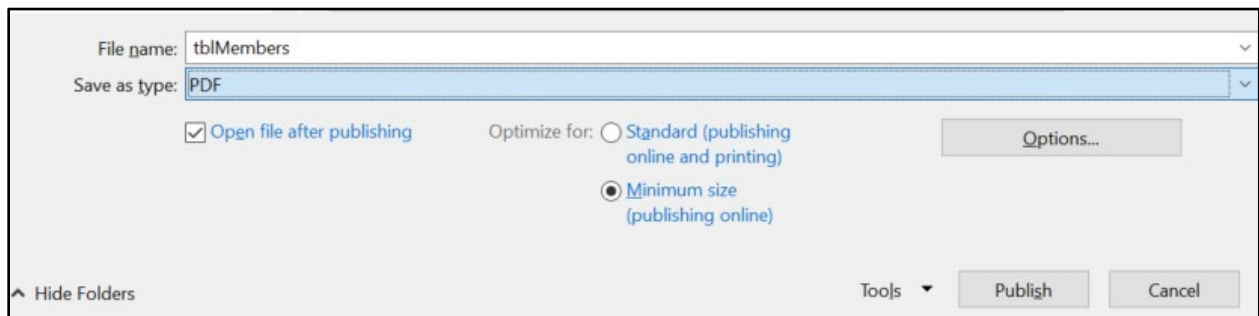 File name: tblMembers
Save as type: PDF
Open file after publishing
Optimize for: Standard (publishing
online and printing)
Options...
Minimum size
(publishing online)
Hide Folders
Tools
Publish
Cancel